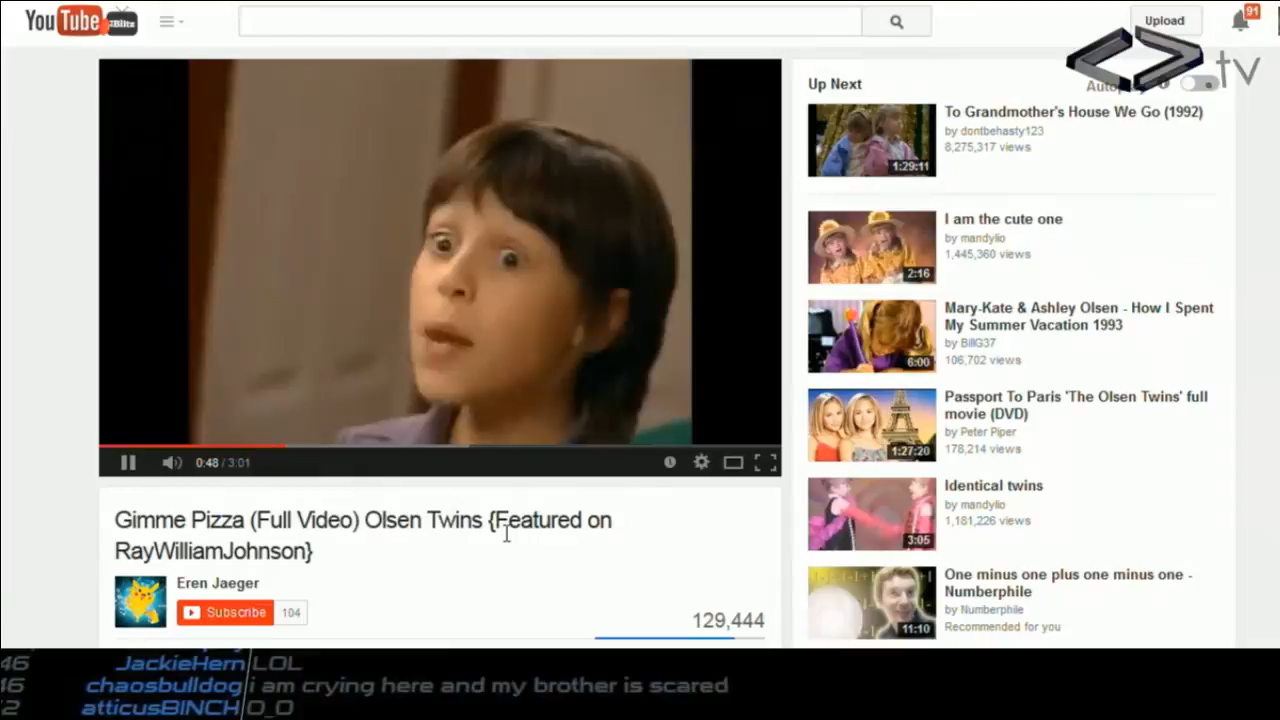 YouTube Blitz
Upload
91
tv
Up Next
To Grandmother's House We Go (1992)
by dontbehasty123
8,275,317 views
1:29:11
I am the cute one
by mandylio
1,445,360 views
2:16
Mary-Kate & Ashley Olsen - How I Spent
My Summer Vacation 1993
by BillG37
106,702 views
6:00
Passport To Paris 'The Olsen Twins' full
movie (DVD)
by Peter Piper
178,214 views
1:27:20
Identical twins
by mandylio
1,181,226 views
3:05
One minus one plus one minus one -
Numberphile
by Numberphile
Recommended for you
11:10
0:48 / 3:01
Gimme Pizza (Full Video) Olsen Twins {Featured on
RayWilliamJohnson}
Eren Jaeger
Subscribe 104
129,444
46 JackieHern LOL
46 chaosbulldog i am crying here and my brother is scared
2 atticusBINCH O_O